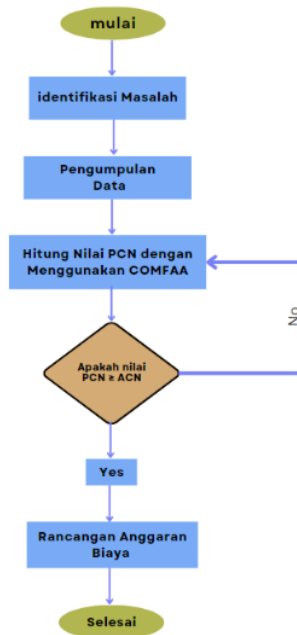 mulai
identifikasi Masalah
Pengumpulan
Data
Hitung Nilai PCN dengan
Menggunakan COMFAA
No
Apakah nilai
PCN ≥ ACN
Yes
Rancangan Anggaran
Biaya
Selesai